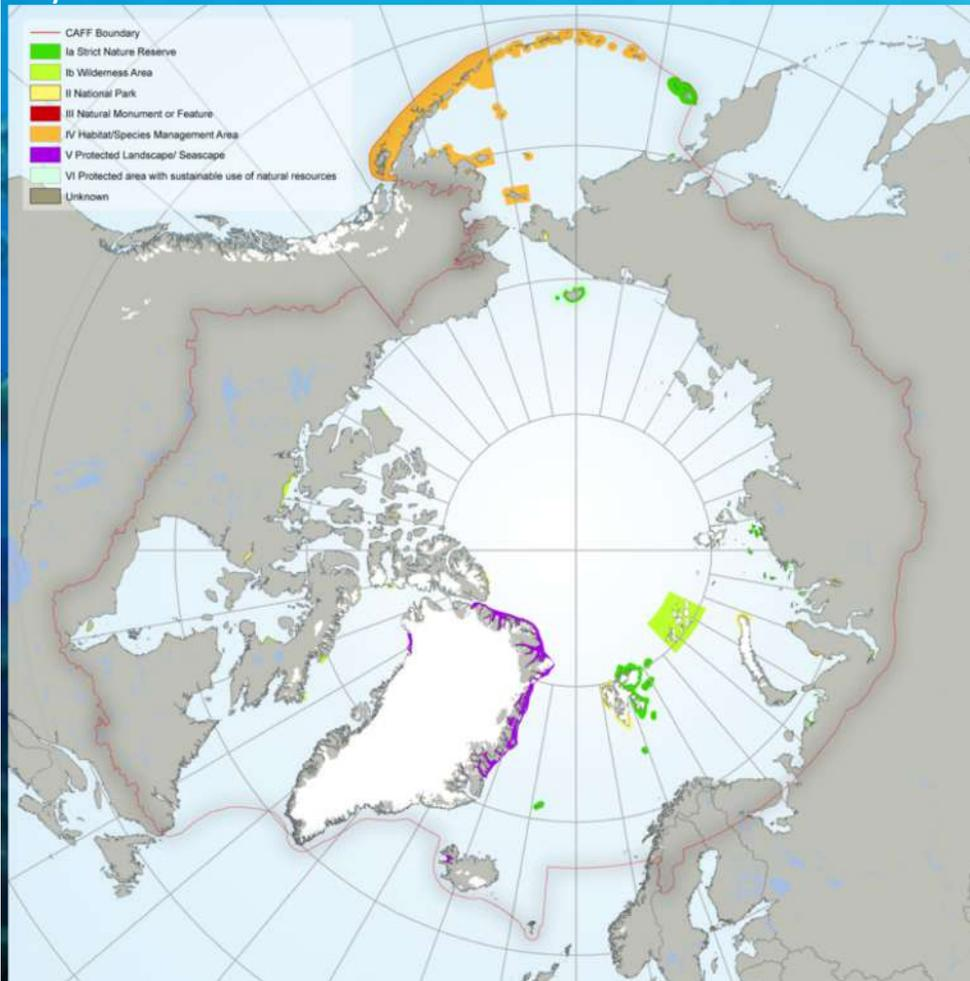 CAFF Boundary
Ia Strict Nature Reserve
Ib Wilderness Area
II National Park
III Natural Monument or Feature
IV Habitat/Species Management Area
V Protected Landscape/ Seascape
VI Protected area with sustainable use of natural resources
Unknown